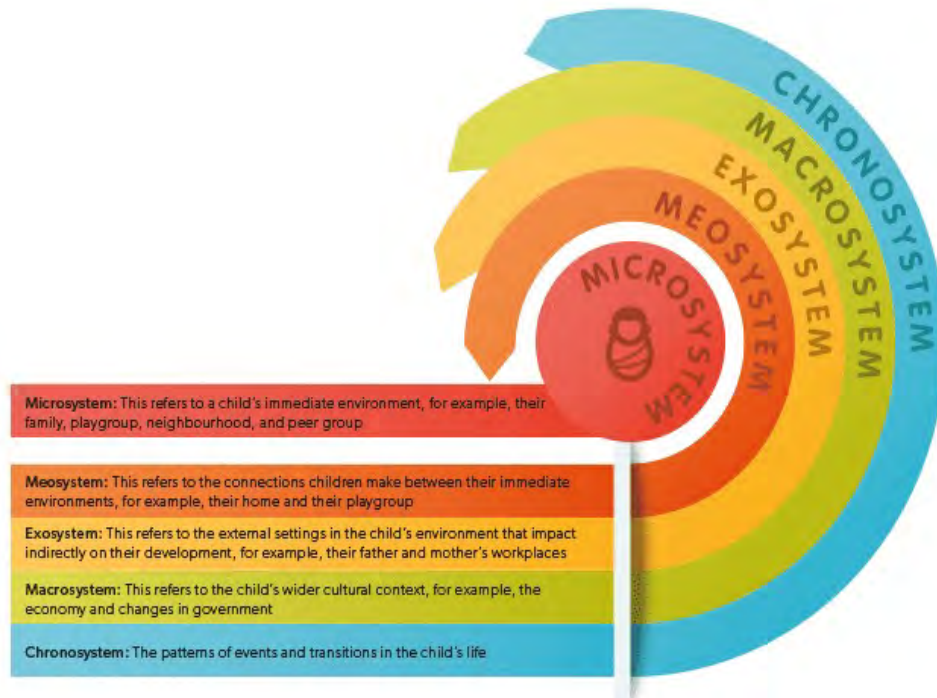 CHRONOSYSTEM
MACROSYSTEM
EXOSYSTEM
MEOSYSTEM
MICROSYSTEM
Microsystem: This refers to a child's immediate environment, for example, their
family, playgroup, neighbourhood, and peer group
Meosystem: This refers to the connections children make between their immediate
environments, for example, their home and their playgroup
Exosystem: This refers to the external settings in the child's environment that impact
indirectly on their development, for example, their father and mother's workplaces
Macrosystem: This refers to the child's wider cultural context, for example, the
economy and changes in government
Chronosystem: The patterns of events and transitions in the child's life